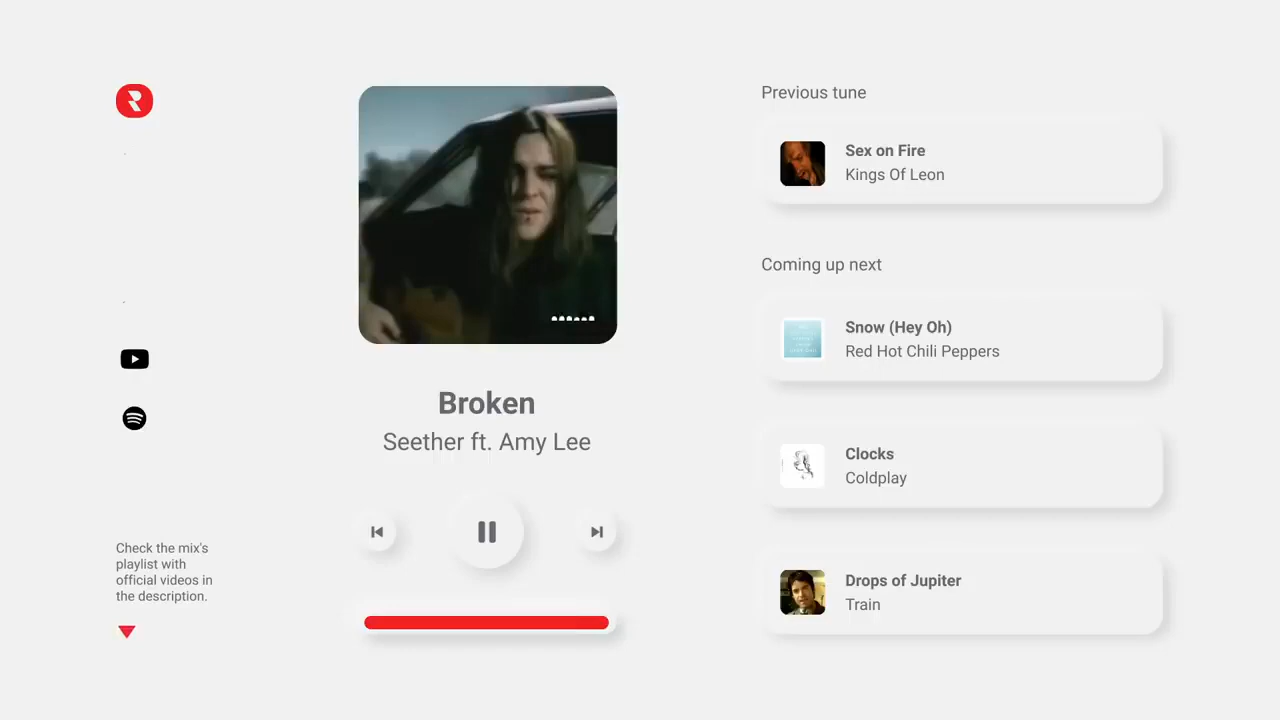 Check the mix's
playlist with
official videos in
the description.
Broken
Seether ft. Amy Lee
Previous tune
Sex on Fire
Kings Of Leon
Coming up next
Snow (Hey Oh)
Red Hot Chili Peppers
Clocks
Coldplay
Drops of Jupiter
Train